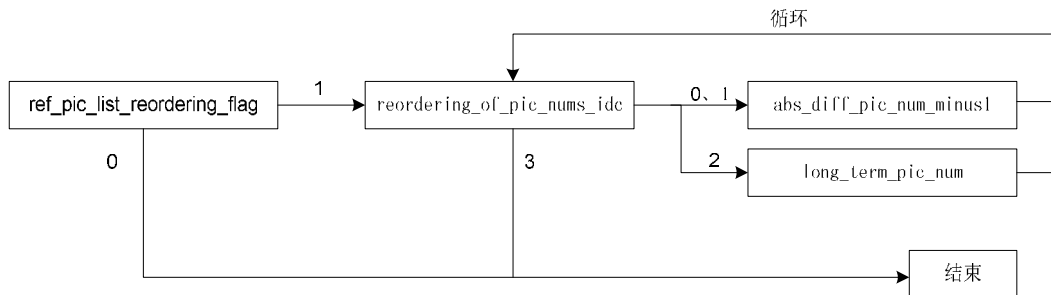 循环
ref_pic_list_reordering_flag
1
reordering_of_pic_nums_idc
0、1
abs_diff_pic_num_minus1
0
3
2
long_term_pic_num
结束